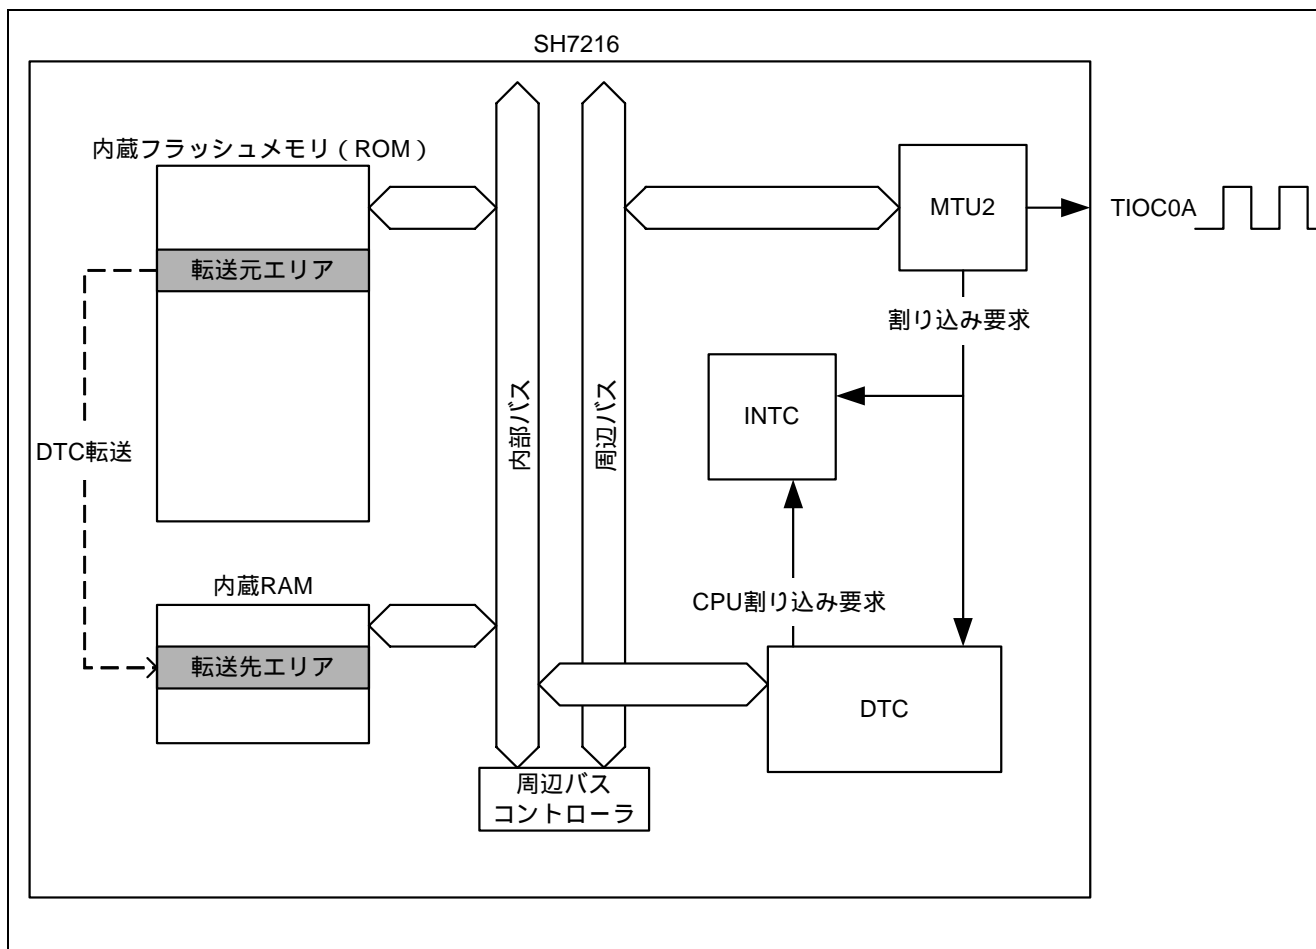 SH7216
内蔵フラッシュメモリ（ROM）
MTU2
TIOC0A
転送元エリア
割り込み要求
内部バス
周辺バス
INTC
DTC転送
内蔵RAM
CPU割り込み要求
転送先エリア
DTC
周辺バス
コントローラ